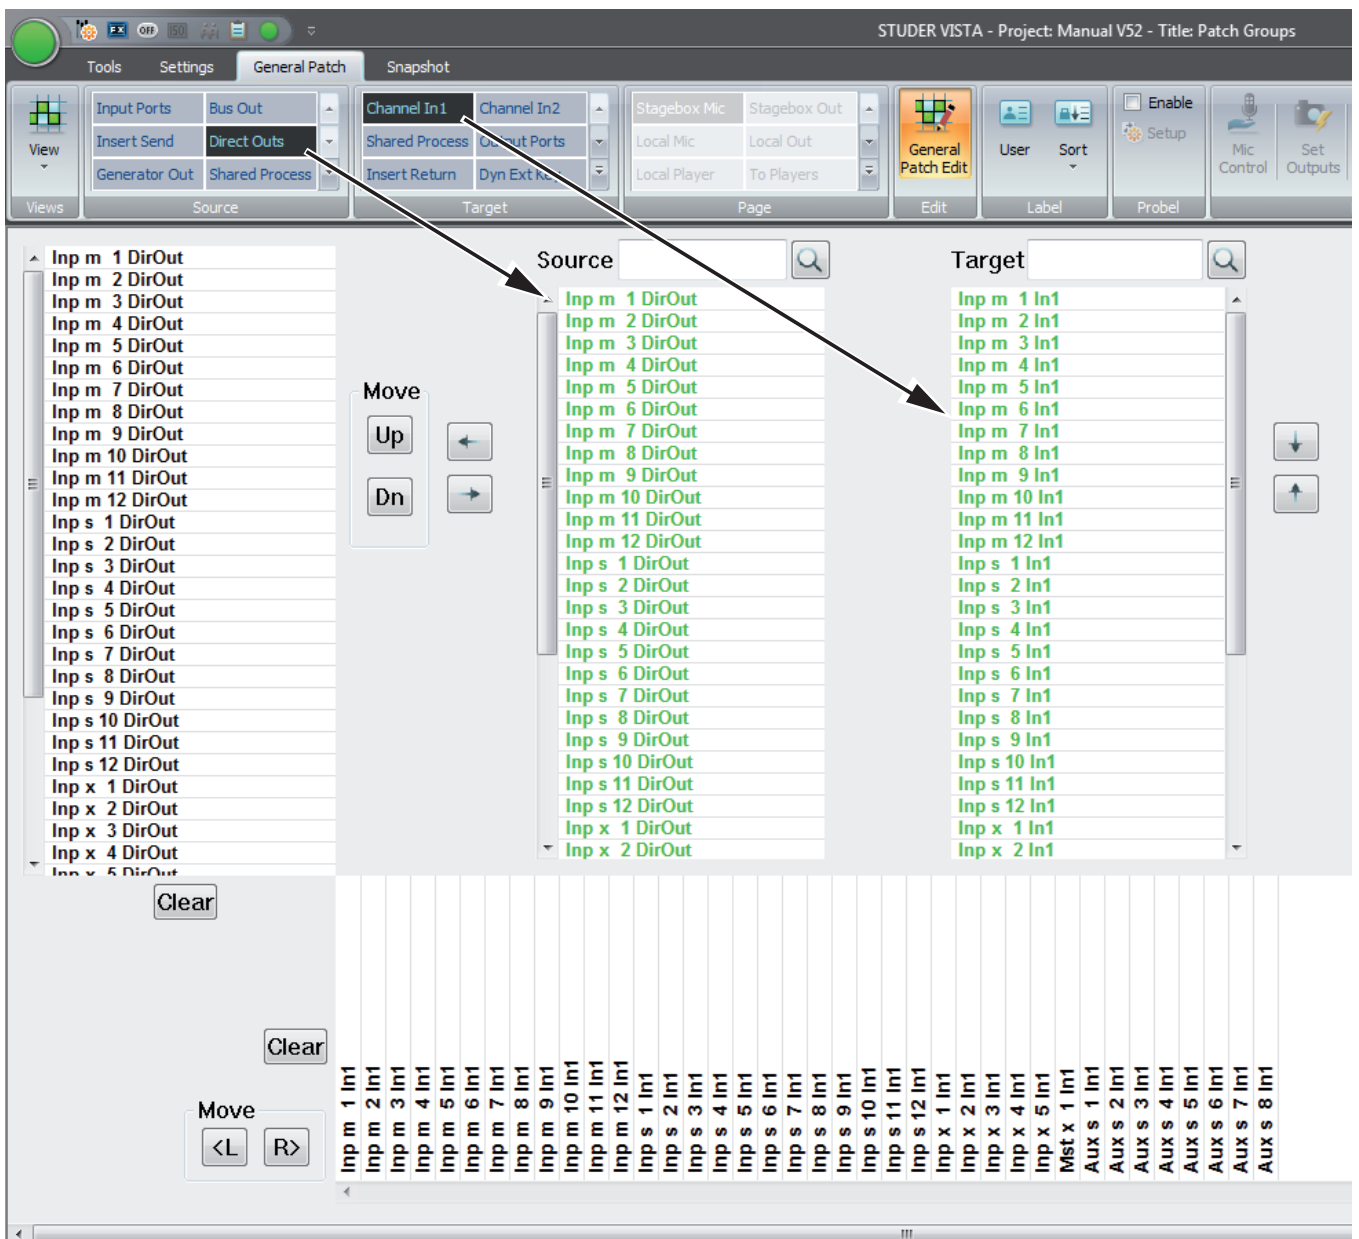 EX OFF ISO
STUDER VISTA - Project: Manual V52 - Title: Patch Groups
Tools Settings General Patch Snapshot
View
Input Ports Bus Out
Insert Send Direct Outs
Generator Out Shared Process
Channel In1 Channel In2
Shared Process Output Ports
Insert Return Dyn Ext Key
Stagebox Mic Stagebox Out
Local Mic Local Out
Local Player To Players
General
Patch Edit
User Sort
Enable
Setup
Mic
Control
Set
Outputs
Views Source Target Page Edit Label Probel
Inp m 1 DirOut
Inp m 2 DirOut
Inp m 3 DirOut
Inp m 4 DirOut
Inp m 5 DirOut
Inp m 6 DirOut
Inp m 7 DirOut
Inp m 8 DirOut
Inp m 9 DirOut
Inp m 10 DirOut
Inp m 11 DirOut
Inp m 12 DirOut
Inp s 1 DirOut
Inp s 2 DirOut
Inp s 3 DirOut
Inp s 4 DirOut
Inp s 5 DirOut
Inp s 6 DirOut
Inp s 7 DirOut
Inp s 8 DirOut
Inp s 9 DirOut
Inp s 10 DirOut
Inp s 11 DirOut
Inp s 12 DirOut
Inp x 1 DirOut
Inp x 2 DirOut
Inp x 3 DirOut
Inp x 4 DirOut
Inp x 5 DirOut
Move
Up
Dn
Source
Inp m 1 DirOut
Inp m 2 DirOut
Inp m 3 DirOut
Inp m 4 DirOut
Inp m 5 DirOut
Inp m 6 DirOut
Inp m 7 DirOut
Inp m 8 DirOut
Inp m 9 DirOut
Inp m 10 DirOut
Inp m 11 DirOut
Inp m 12 DirOut
Inp s 1 DirOut
Inp s 2 DirOut
Inp s 3 DirOut
Inp s 4 DirOut
Inp s 5 DirOut
Inp s 6 DirOut
Inp s 7 DirOut
Inp s 8 DirOut
Inp s 9 DirOut
Inp s 10 DirOut
Inp s 11 DirOut
Inp s 12 DirOut
Inp x 1 DirOut
Inp x 2 DirOut
Target
Inp m 1 In1
Inp m 2 In1
Inp m 3 In1
Inp m 4 In1
Inp m 5 In1
Inp m 6 In1
Inp m 7 In1
Inp m 8 In1
Inp m 9 In1
Inp m 10 In1
Inp m 11 In1
Inp m 12 In1
Inp s 1 In1
Inp s 2 In1
Inp s 3 In1
Inp s 4 In1
Inp s 5 In1
Inp s 6 In1
Inp s 7 In1
Inp s 8 In1
Inp s 9 In1
Inp s 10 In1
Inp s 11 In1
Inp s 12 In1
Inp x 1 In1
Inp x 2 In1
Clear
Clear
Move
<L R>
Inp m 1 In1
Inp m 2 In1
Inp m 3 In1
Inp m 4 In1
Inp m 5 In1
Inp m 6 In1
Inp m 7 In1
Inp m 8 In1
Inp m 9 In1
Inp m 10 In1
Inp m 11 In1
Inp m 12 In1
Inp s 1 In1
Inp s 2 In1
Inp s 3 In1
Inp s 4 In1
Inp s 5 In1
Inp s 6 In1
Inp s 7 In1
Inp s 8 In1
Inp s 9 In1
Inp s 10 In1
Inp s 11 In1
Inp s 12 In1
Inp x 1 In1
Inp x 2 In1
Inp x 3 In1
Inp x 4 In1
Inp x 5 In1
Mst x 1 In1
Aux s 1 In1
Aux s 2 In1
Aux s 3 In1
Aux s 4 In1
Aux s 5 In1
Aux s 6 In1
Aux s 7 In1
Aux s 8 In1